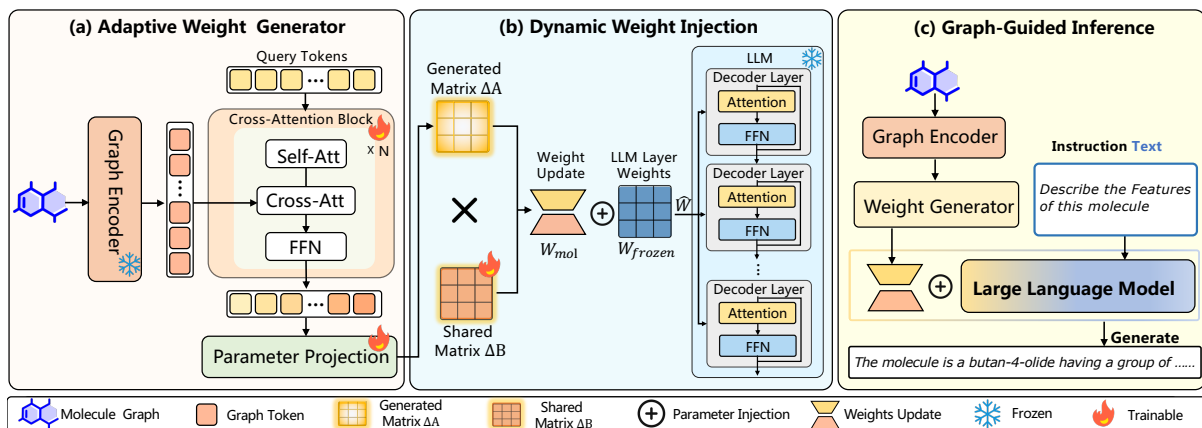 (a) Adaptive Weight Generator
Query Tokens
Cross-Attention Block
x N
Self-Att
Cross-Att
FFN
Graph Encoder
Parameter Projection
(b) Dynamic Weight Injection
Generated
Matrix ΔA
Shared
Matrix ΔB
Weight
Update
W_mol
LLM Layer
Weights
W_frozen
Ŵ
LLM
Decoder Layer
Attention
FFN
Decoder Layer
Attention
FFN
Decoder Layer
Attention
FFN
(c) Graph-Guided Inference
Graph Encoder
Weight Generator
Instruction Text
Describe the Features
of this molecule
Large Language Model
Generate
The molecule is a butan-4-olide having a group of ......
Molecule Graph
Graph Token
Generated
Matrix ΔA
Shared
Matrix ΔB
Parameter Injection
Weights Update
Frozen
Trainable